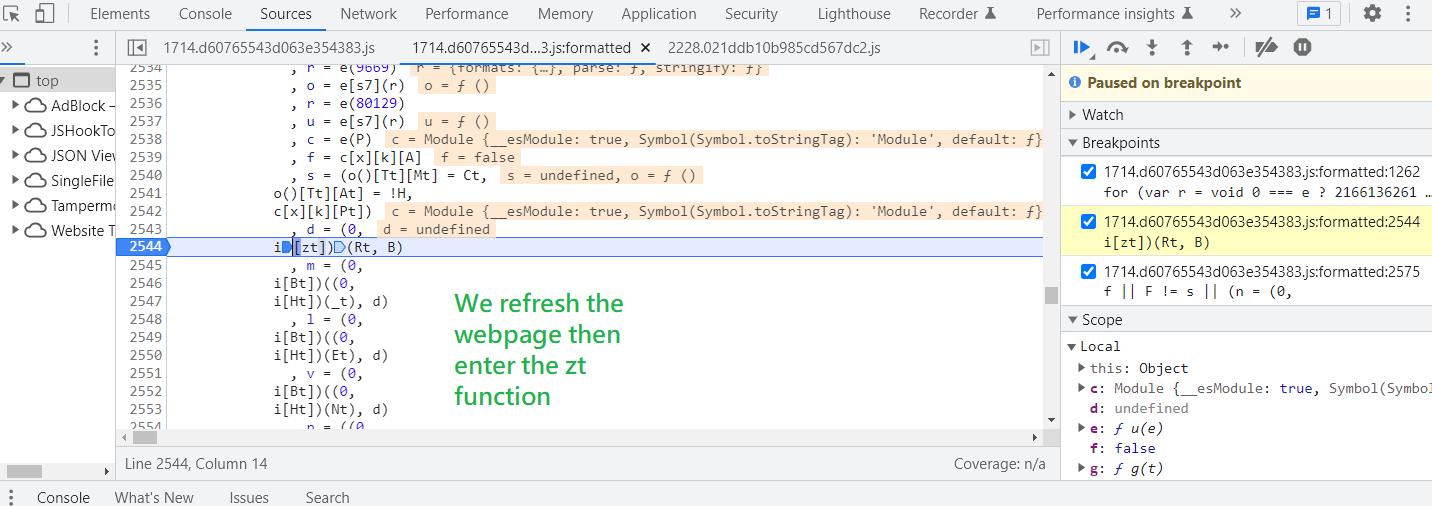 Elements Console Sources Network Performance Memory Application Security Lighthouse Recorder Performance insights » 1
» 1714.d60765543d063e354383.js 1714.d60765543d...3.js:formatted × 2228.021ddb10b985cd567dc2.js
top
AdBlock –
JSHookTo
JSON View
SingleFile
Tamperm
Website T
2534 , r = e(9669) r = {formats: {…}, parse: ƒ, stringify: ƒ}
2535 , o = e[s7](r) o = ƒ ()
2536 , r = e(80129)
2537 , u = e[s7](r) u = ƒ ()
2538 , c = e(P) c = Module {__esModule: true, Symbol(Symbol.toStringTag): 'Module', default: ƒ}
2539 , f = c[x][k][A] f = false
2540 , s = (o()[Tt][Mt] = Ct, s = undefined, o = ƒ ()
2541 o()[Tt][At] = !H,
2542 c[x][k][Pt]) c = Module {__esModule: true, Symbol(Symbol.toStringTag): 'Module', default: ƒ}
2543 , d = (0, d = undefined
2544 i[zt])(Rt, B)
2545 , m = (0,
2546 i[Bt])((0,
2547 i[Ht])(_t), d)
2548 , l = (0,
2549 i[Bt])((0,
2550 i[Ht])(Et), d)
2551 , v = (0,
2552 i[Bt])((0,
2553 i[Ht])(Nt), d)
2554 , p = ((0,
We refresh the
webpage then
enter the zt
function
Line 2544, Column 14 Coverage: n/a
Paused on breakpoint
Watch
Breakpoints
1714.d60765543d063e354383.js:formatted:1262
for (var r = void 0 === e ? 2166136261 …
1714.d60765543d063e354383.js:formatted:2544
i[zt])(Rt, B)
1714.d60765543d063e354383.js:formatted:2575
f || F != s || (n = (0,
Scope
Local
this: Object
c: Module {__esModule: true, Symbol(Symbol
d: undefined
e: ƒ u(e)
f: false
g: ƒ g(t)
Console What's New Issues Search